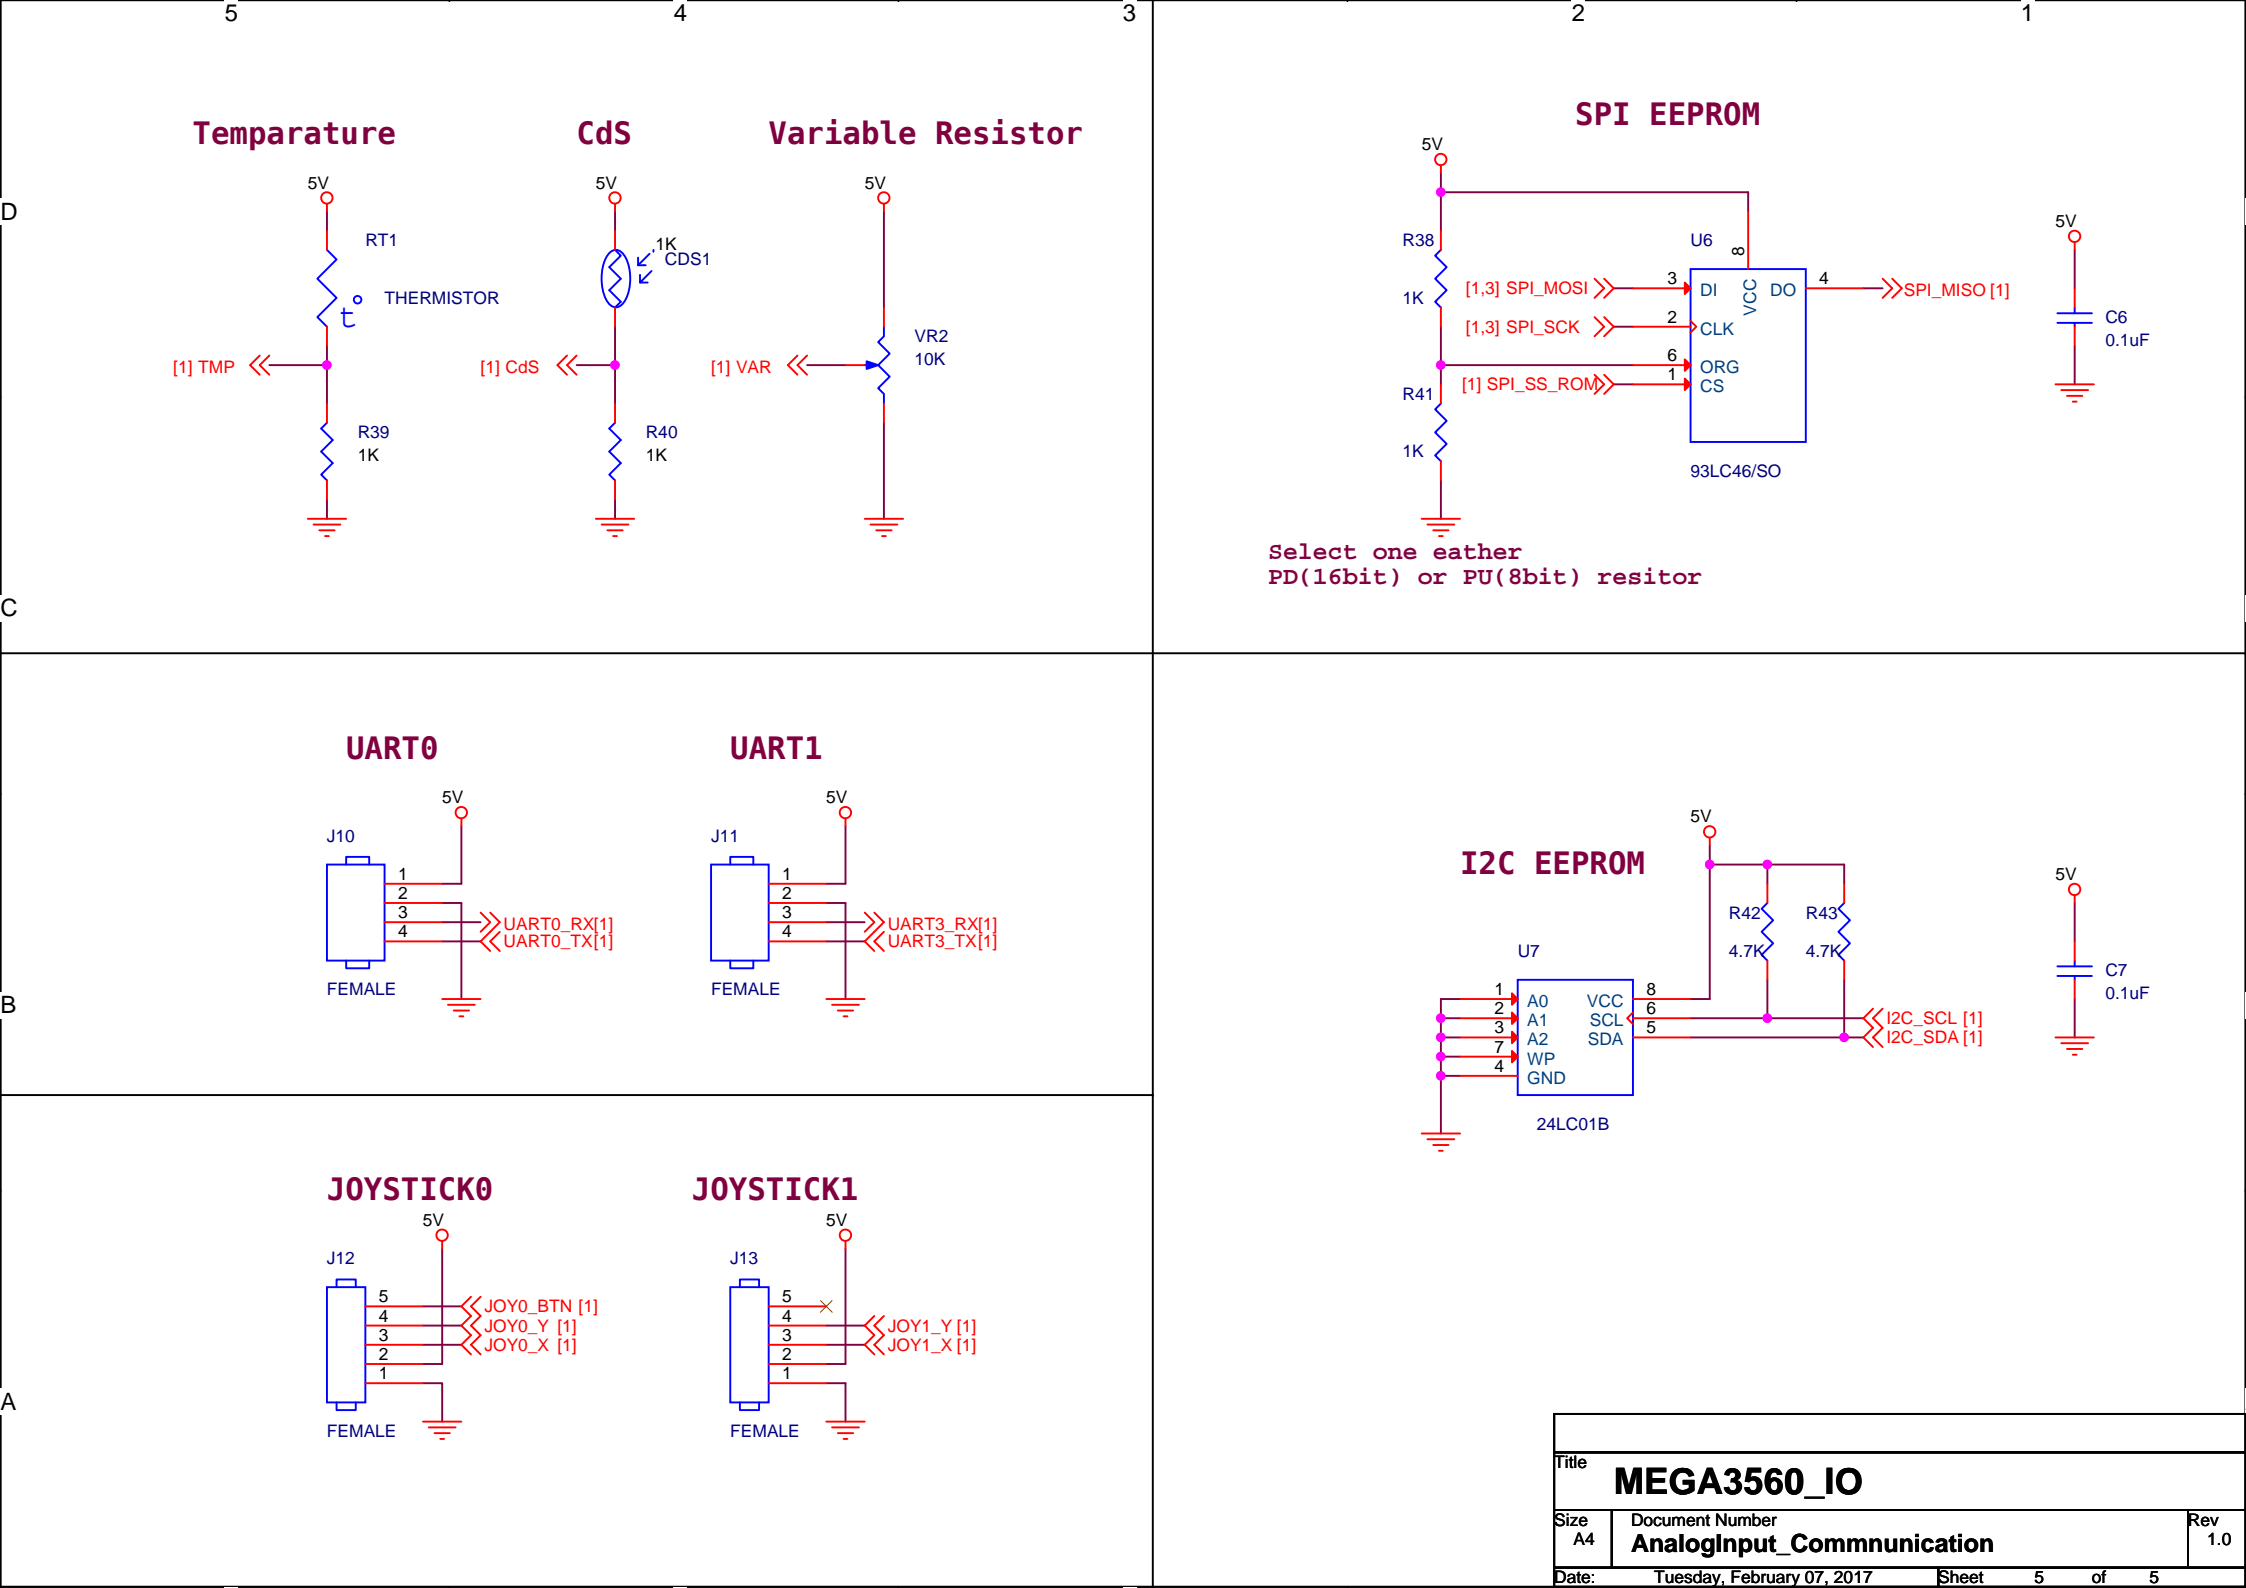 5 4 3 2 1
D
C
B
A
Temparature
5V
RT1
THERMISTOR
t
[1] TMP
R39
1K
CdS
5V
1K
CDS1
[1] CdS
R40
1K
Variable Resistor
5V
VR2
10K
[1] VAR
SPI EEPROM
5V
R38
1K
R41
1K
U6
8
[1,3] SPI_MOSI 3 DI VCC DO 4 SPI_MISO [1]
[1,3] SPI_SCK 2 CLK
6 ORG
[1] SPI_SS_ROM 1 CS
93LC46/SO
5V
C6
0.1uF
Select one eather
PD(16bit) or PU(8bit) resitor
UART0
5V
J10
1
2
3 UART0_RX[1]
4 UART0_TX[1]
FEMALE
UART1
5V
J11
1
2
3 UART3_RX[1]
4 UART3_TX[1]
FEMALE
I2C EEPROM
5V
R42
4.7K
R43
4.7K
U7
1 A0 VCC 8
2 A1 SCL 6 I2C_SCL [1]
3 A2 SDA 5 I2C_SDA [1]
7 WP
4 GND
24LC01B
5V
C7
0.1uF
JOYSTICK0
5V
J12
5 JOY0_BTN [1]
4 JOY0_Y [1]
3 JOY0_X [1]
2
1
FEMALE
JOYSTICK1
5V
J13
5
4 JOY1_Y [1]
3 JOY1_X [1]
2
1
FEMALE
Title
MEGA3560_IO
Size Document Number Rev
A4 AnalogInput_Commnunication 1.0
Date: Tuesday, February 07, 2017 Sheet 5 of 5